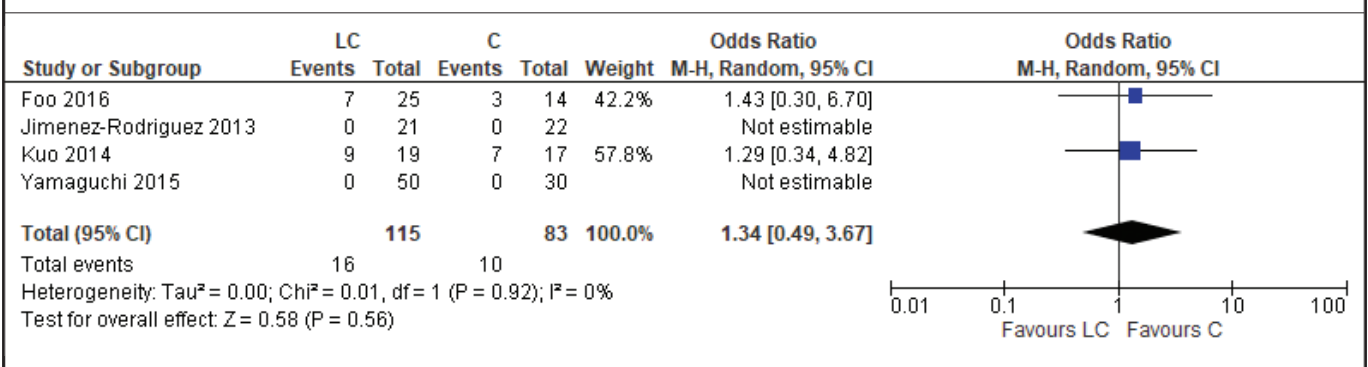 LC C Odds Ratio Odds Ratio
Study or Subgroup Events Total Events Total Weight M-H, Random, 95% CI M-H, Random, 95% CI
Foo 2016 7 25 3 14 42.2% 1.43 [0.30, 6.70]
Jimenez-Rodriguez 2013 0 21 0 22 Not estimable
Kuo 2014 9 19 7 17 57.8% 1.29 [0.34, 4.82]
Yamaguchi 2015 0 50 0 30 Not estimable
Total (95% CI) 115 83 100.0% 1.34 [0.49, 3.67]
Total events 16 10
Heterogeneity: Tau² = 0.00; Chi² = 0.01, df = 1 (P = 0.92); I² = 0%
Test for overall effect: Z = 0.58 (P = 0.56)
0.01 0.1 1 10 100
Favours LC Favours C